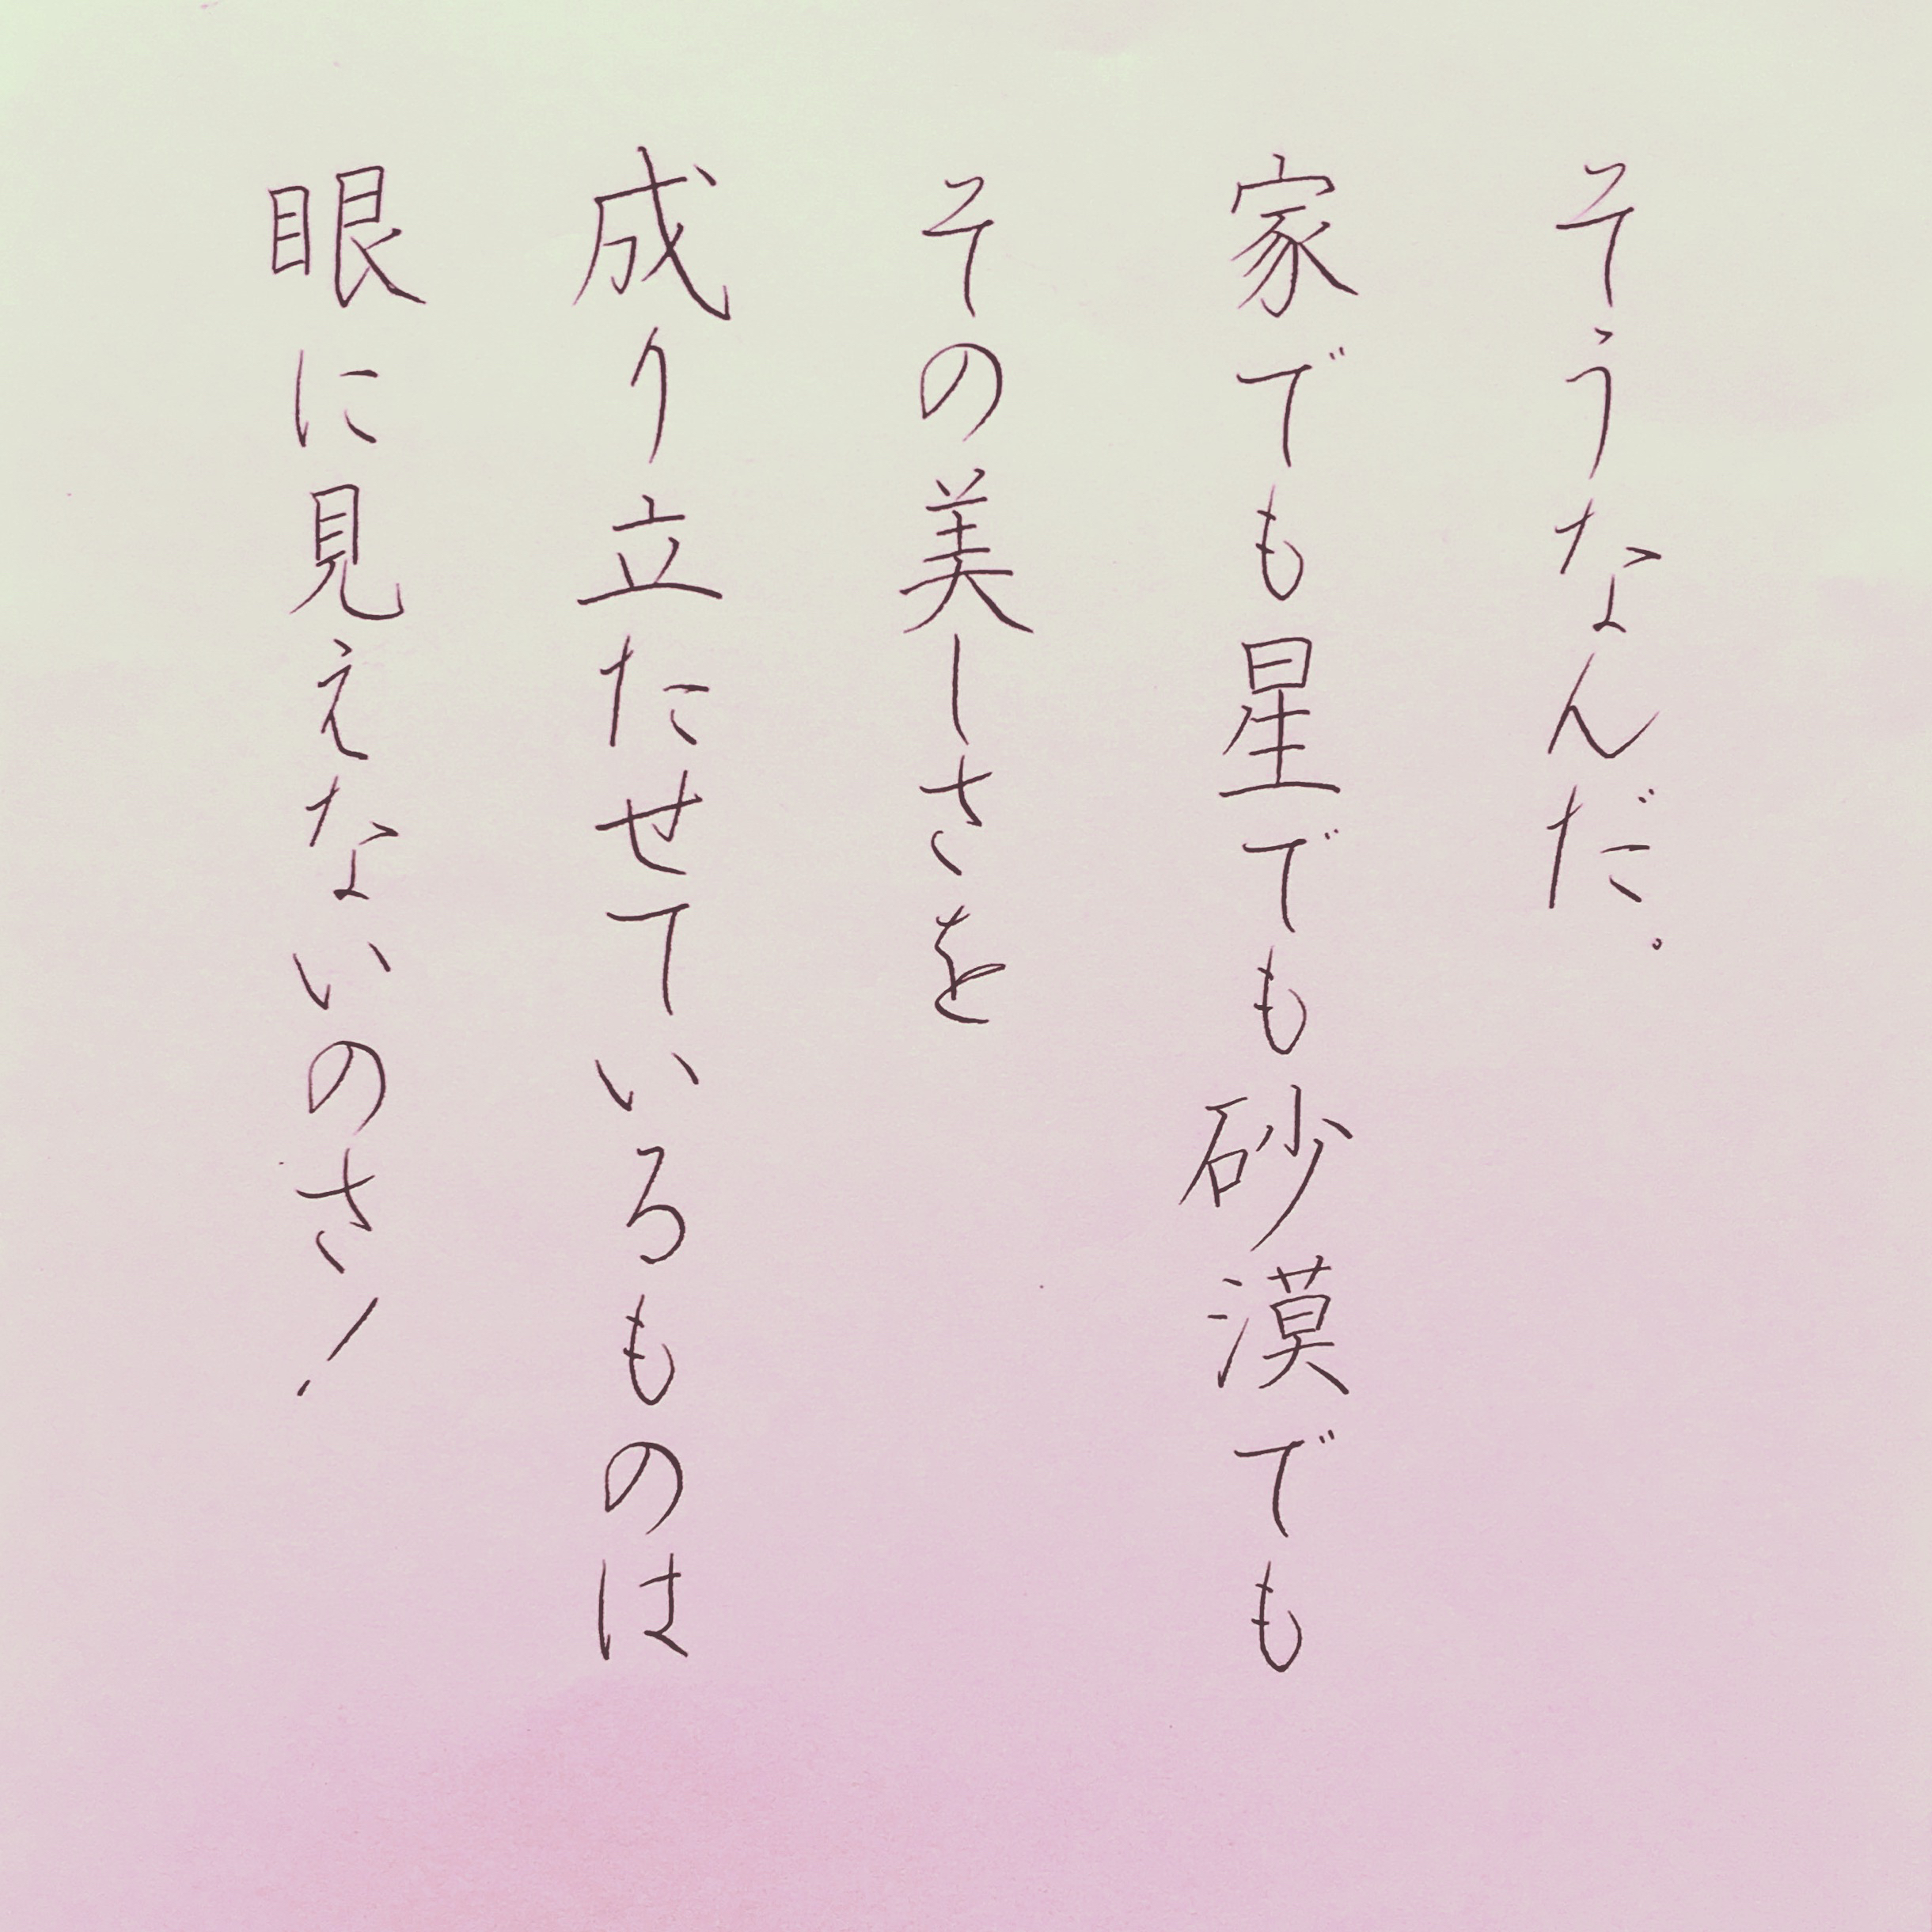 そうなんだ。
家でも星でも砂漠でも
その美しさを
成り立たせているものは
眼に見えないのさ!